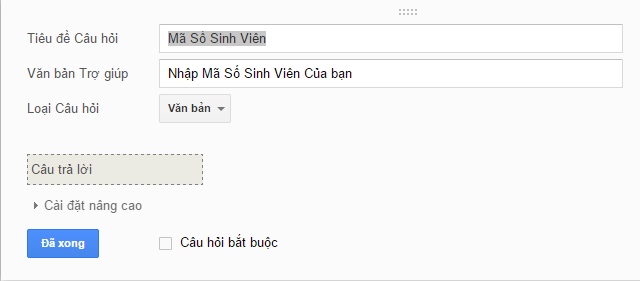 Tiêu đề Câu hỏi Mã Số Sinh Viên
Văn bản Trợ giúp Nhập Mã Số Sinh Viên Của bạn
Loại Câu hỏi Văn bản
Câu trả lời
Cài đặt nâng cao
Đã xong Câu hỏi bắt buộc